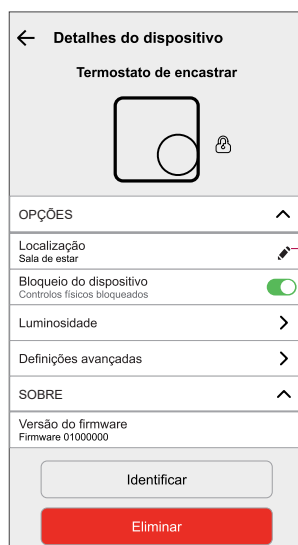 Detalhes do dispositivo
Termostato de encastrar
OPÇÕES
Localização
Sala de estar
Bloqueio do dispositivo
Controlos físicos bloqueados
Luminosidade
Definições avançadas
SOBRE
Versão do firmware
Firmware 01000000
Identificar
Eliminar